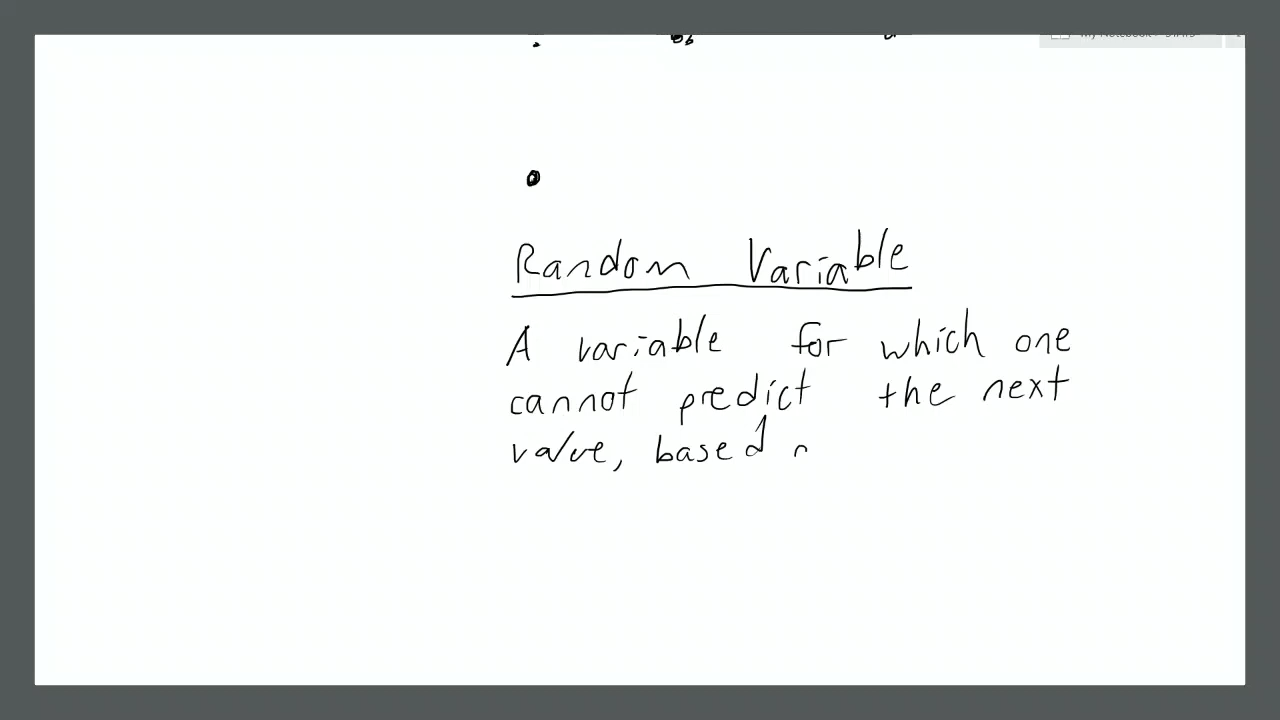 Random Variable
A variable for which one
cannot predict the next
value, based